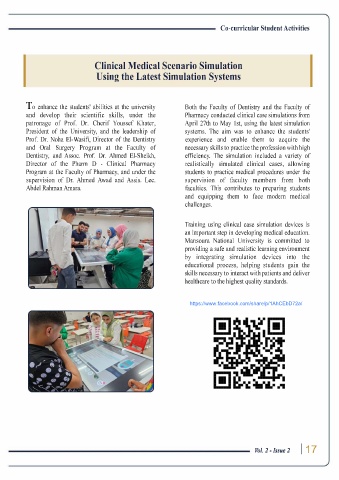 Co-curricular Student Activities
Clinical Medical Scenario Simulation
Using the Latest Simulation Systems
To enhance the students' abilities at the university
and develop their scientific skills, under the
patronage of Prof. Dr. Cherif Youssef Khater,
President of the University, and the leadership of
Prof. Dr. Noha El-Wasifi, Director of the Dentistry
and Oral Surgery Program at the Faculty of
Dentistry, and Assoc. Prof. Dr. Ahmed El-Sheikh,
Director of the Pharm D - Clinical Pharmacy
Program at the Faculty of Pharmacy, and under the
supervision of Dr. Ahmed Awad and Assis. Lec.
Abdel Rahman Amara.
Both the Faculty of Dentistry and the Faculty of
Pharmacy conducted clinical case simulations from
April 27th to May 1st, using the latest simulation
systems. The aim was to enhance the students'
experience and enable them to acquire the
necessary skills to practice the profession with high
efficiency. The simulation included a variety of
realistically simulated clinical cases, allowing
students to practice medical procedures under the
supervision of faculty members from both
faculties. This contributes to preparing students
and equipping them to face modern medical
challenges.
Training using clinical case simulation devices is
an important step in developing medical education.
Mansoura National University is committed to
providing a safe and realistic learning environment
by integrating simulation devices into the
educational process, helping students gain the
skills necessary to interact with patients and deliver
healthcare to the highest quality standards.
Vol. 2 - Issue 2
17